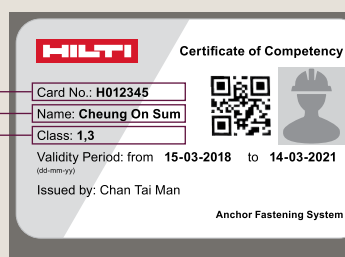 HILTI
Certificate of Competency
Card No.: H012345
Name: Cheung On Sum
Class: 1,3
Validity Period: from 15-03-2018 to 14-03-2021
(dd-mm-yy)
Issued by: Chan Tai Man
Anchor Fastening System